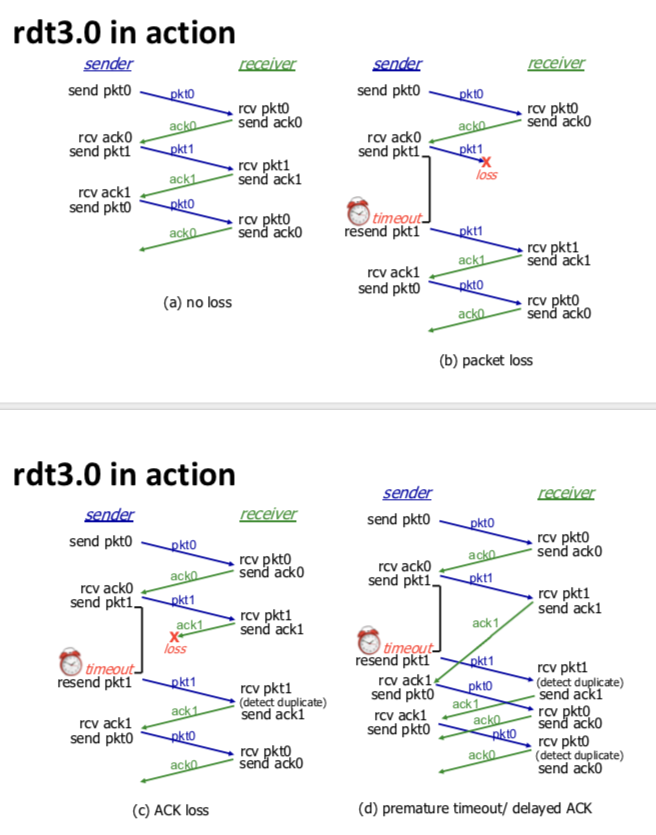 rdt3.0 in action
sender
receiver
send pkt0
pkt0
rcv pkt0
send ack0
ack0
rcv ack0
send pkt1
pkt1
rcv pkt1
send ack1
ack1
rcv ack1
send pkt0
pkt0
rcv pkt0
send ack0
ack0
(a) no loss
sender
receiver
send pkt0
pkt0
rcv pkt0
send ack0
ack0
rcv ack0
send pkt1
pkt1
X
loss
timeout
resend pkt1
pkt1
rcv pkt1
send ack1
ack1
rcv ack1
send pkt0
pkt0
rcv pkt0
send ack0
ack0
(b) packet loss
rdt3.0 in action
sender
receiver
send pkt0
pkt0
rcv pkt0
send ack0
ack0
rcv ack0
send pkt1
pkt1
rcv pkt1
send ack1
ack1
X
loss
timeout
resend pkt1
pkt1
rcv pkt1
(detect duplicate)
send ack1
ack1
rcv ack1
send pkt0
pkt0
rcv pkt0
send ack0
ack0
(c) ACK loss
sender
receiver
send pkt0
pkt0
rcv pkt0
send ack0
ack0
rcv ack0
send pkt1
pkt1
rcv pkt1
send ack1
ack1
timeout
resend pkt1
pkt1
rcv pkt1
(detect duplicate)
send ack1
rcv ack1
send pkt0
pkt0
ack1
rcv pkt0
send ack0
ack0
rcv ack1
send pkt0
pkt0
rcv pkt0
(detect duplicate)
send ack0
ack0
(d) premature timeout/ delayed ACK